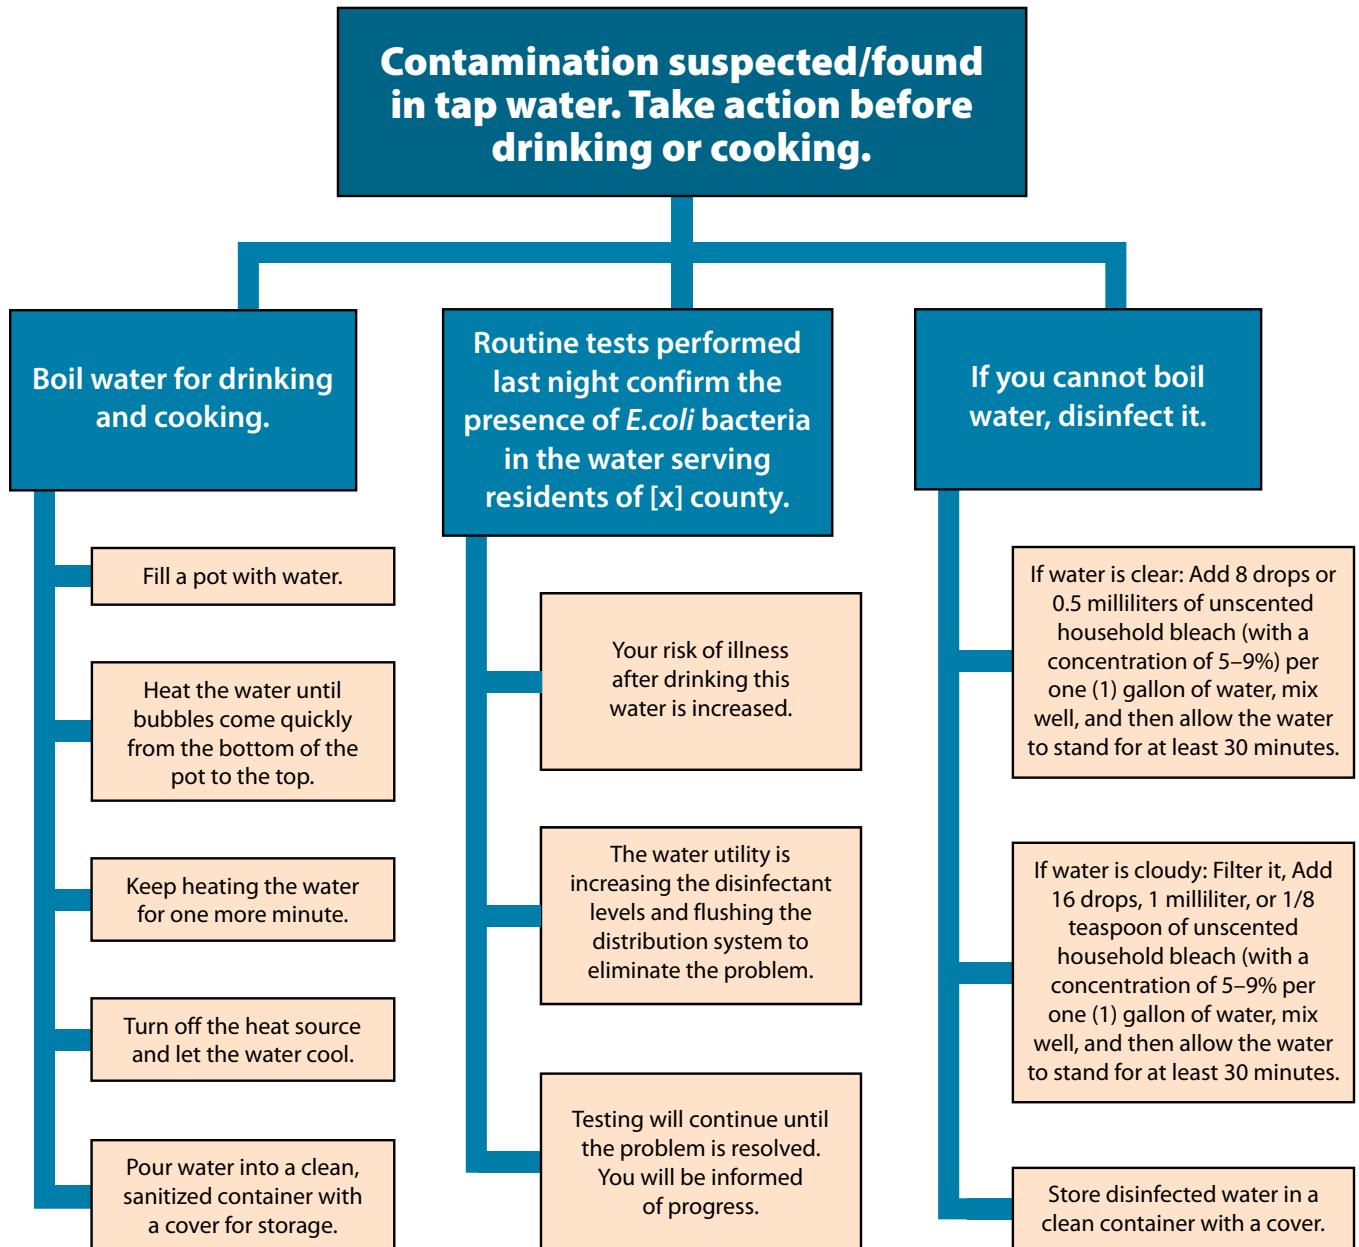 Contamination suspected/found
in tap water. Take action before
drinking or cooking.
Boil water for drinking
and cooking.
Fill a pot with water.
Heat the water until
bubbles come quickly
from the bottom of the
pot to the top.
Keep heating the water
for one more minute.
Turn off the heat source
and let the water cool.
Pour water into a clean,
sanitized container with
a cover for storage.
Routine tests performed
last night confirm the
presence of E.coli bacteria
in the water serving
residents of [x] county.
Your risk of illness
after drinking this
water is increased.
The water utility is
increasing the disinfectant
levels and flushing the
distribution system to
eliminate the problem.
Testing will continue until
the problem is resolved.
You will be informed
of progress.
If you cannot boil
water, disinfect it.
If water is clear: Add 8 drops or
0.5 milliliters of unscented
household bleach (with a
concentration of 5–9%) per
one (1) gallon of water, mix
well, and then allow the water
to stand for at least 30 minutes.
If water is cloudy: Filter it, Add
16 drops, 1 milliliter, or 1/8
teaspoon of unscented
household bleach (with a
concentration of 5–9% per
one (1) gallon of water, mix
well, and then allow the water
to stand for at least 30 minutes.
Store disinfected water in a
clean container with a cover.